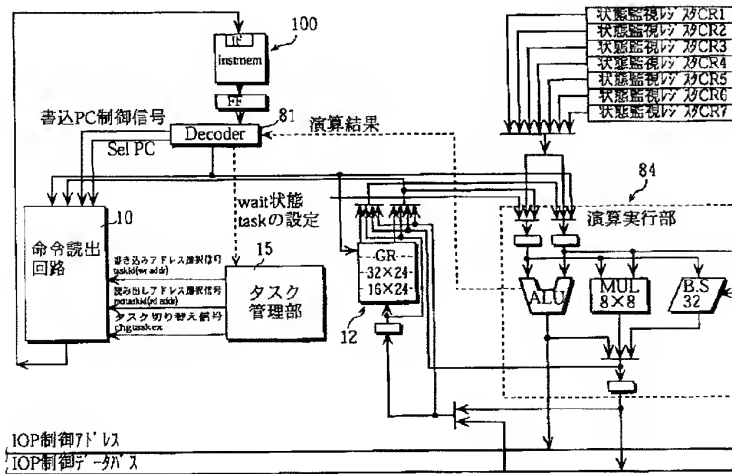 IF
instmem
100
FF
81
Decoder
書込PC制御信号
Sel PC
演算結果
状態監視レジスタCR1
状態監視レジスタCR2
状態監視レジスタCR3
状態監視レジスタCR4
状態監視レジスタCR5
状態監視レジスタCR6
状態監視レジスタCR7
84
演算実行部
wait状態
taskの設定
10
命令読出
回路
書き込みアドレス選択信号
taskid(wr addr)
読み出しアドレス選択信号
(rd addr)
タスク切り替え信号
chgtaskex
15
タスク
管理部
GR
32×24
16×24
12
ALU
MUL
8×8
B.S
32
IOP制御アドレス
IOP制御データバス